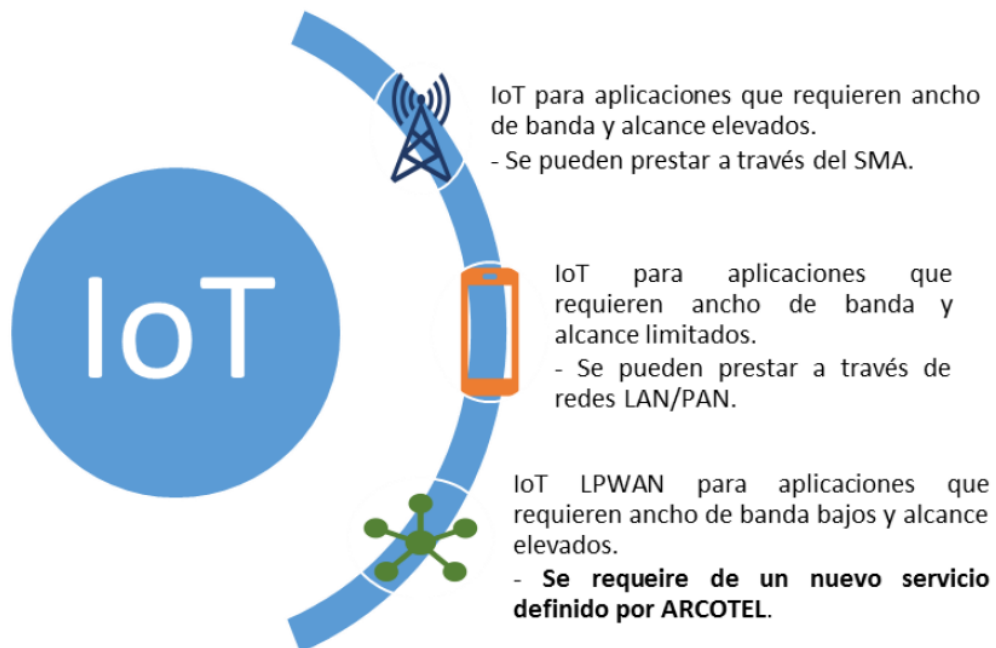 IoT
IoT para aplicaciones que requieren ancho
de banda y alcance elevados.
- Se pueden prestar a través del SMA.
IoT para aplicaciones que
requieren ancho de banda y
alcance limitados.
- Se pueden prestar a través de
redes LAN/PAN.
IoT LPWAN para aplicaciones que
requieren ancho de banda bajos y alcance
elevados.
- Se requeire de un nuevo servicio
definido por ARCOTEL.